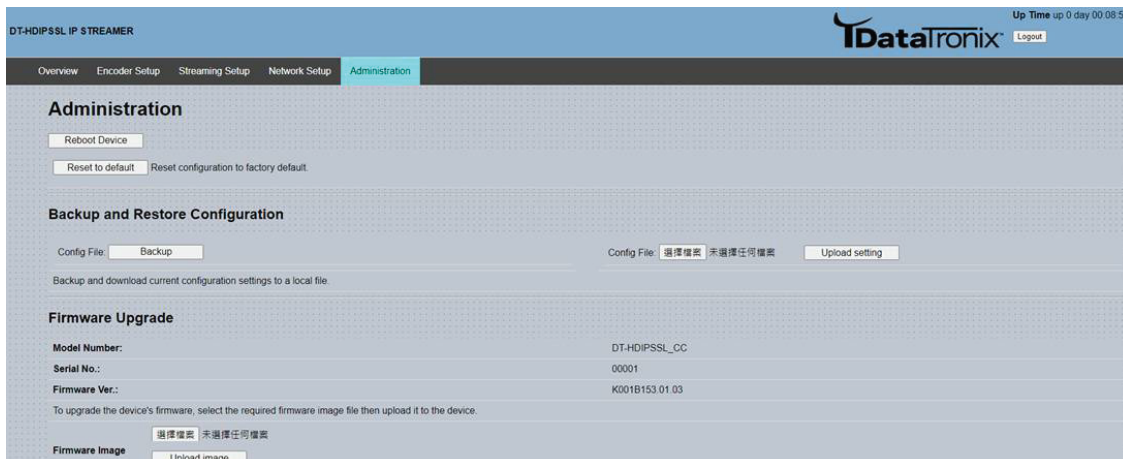 DT-HDIPSSL IP STREAMER
DataTronix
Up Time up 0 day 00:08:5
Logout
Overview Encoder Setup Streaming Setup Network Setup Administration
Administration
Reboot Device
Reset to default Reset configuration to factory default.
Backup and Restore Configuration
Config File: Backup Config File: 選擇檔案 未選擇任何檔案 Upload setting
Backup and download current configuration settings to a local file.
Firmware Upgrade
Model Number: DT-HDIPSSL_CC
Serial No.: 00001
Firmware Ver.: K001B153.01.03
To upgrade the device's firmware, select the required firmware image file then upload it to the device.
選擇檔案 未選擇任何檔案
Firmware Image
Upload image